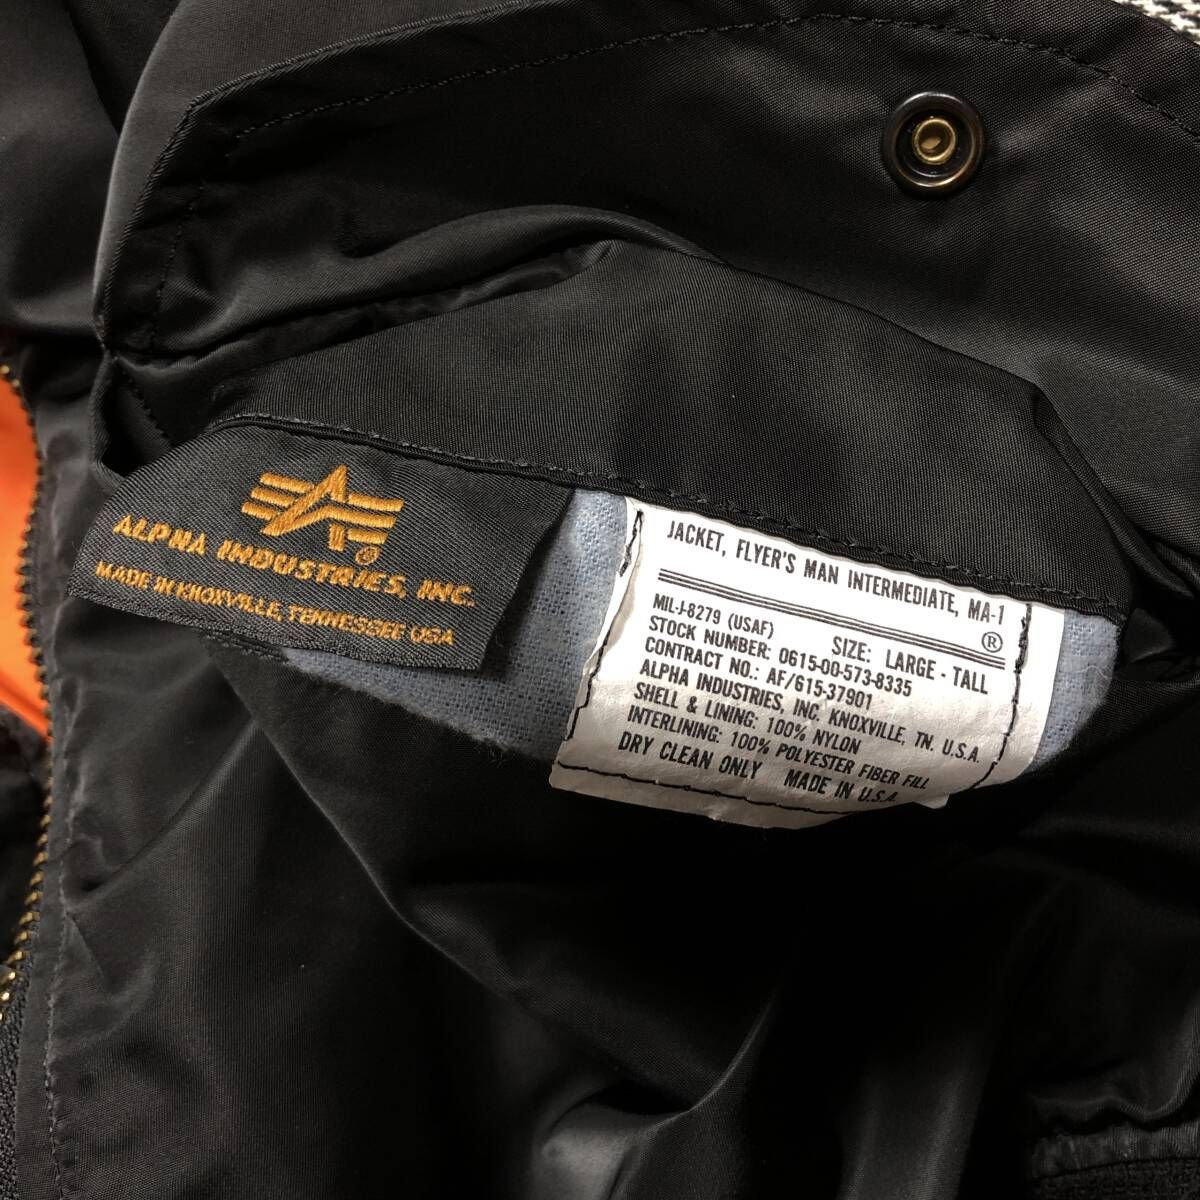 ALPHA INDUSTRIES, INC.
®
MADE IN KNOXVILLE, TENNESSEE USA
JACKET, FLYER'S MAN INTERMEDIATE, MA-1
®
MIL-J-8279 (USAF) SIZE: LARGE - TALL
STOCK NUMBER: 0615-00-573-8335
CONTRACT NO.: AF/615-37901
ALPHA INDUSTRIES, INC. KNOXVILLE, TN. U.S.A.
SHELL & LINING: 100% NYLON
INTERLINING: 100% POLYESTER FIBER FILL
DRY CLEAN ONLY MADE IN U.S.A.